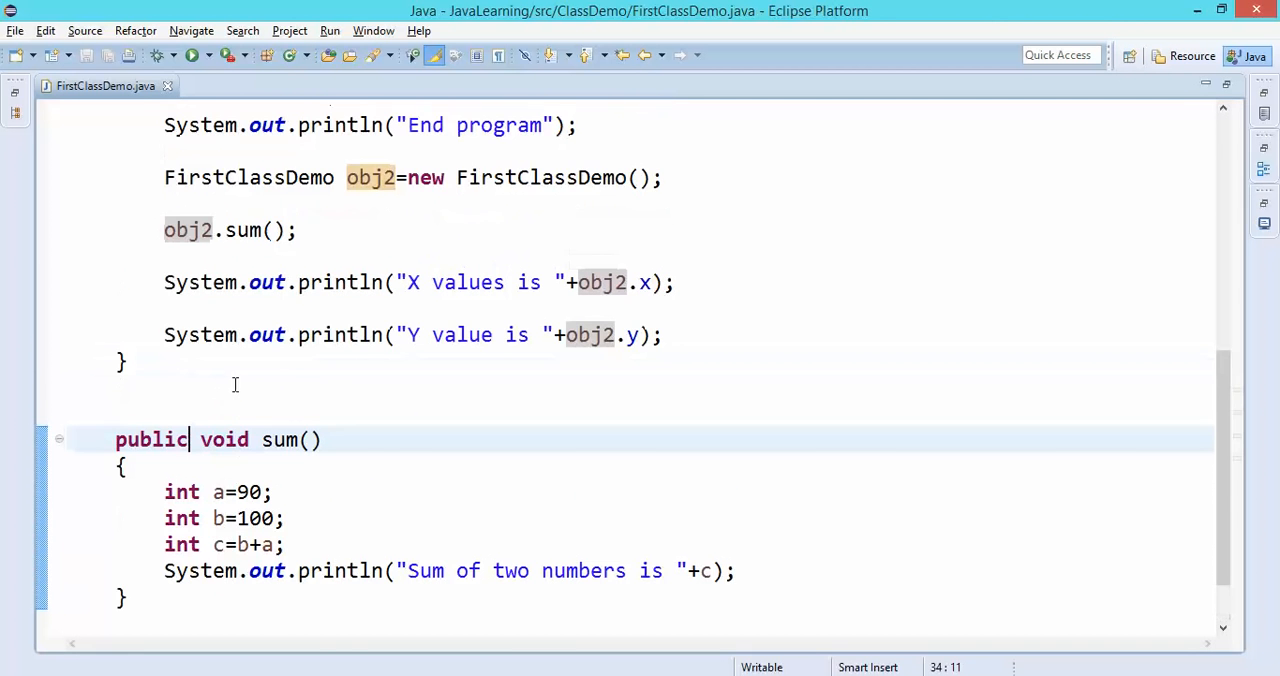 Java - JavaLearning/src/ClassDemo/FirstClassDemo.java - Eclipse Platform
File Edit Source Refactor Navigate Search Project Run Window Help
Quick Access Resource Java
FirstClassDemo.java
System.out.println("End program");
FirstClassDemo obj2=new FirstClassDemo();
obj2.sum();
System.out.println("X values is "+obj2.x);
System.out.println("Y value is "+obj2.y);
}
public void sum()
{
int a=90;
int b=100;
int c=b+a;
System.out.println("Sum of two numbers is "+c);
}
Writable Smart Insert 34 : 11